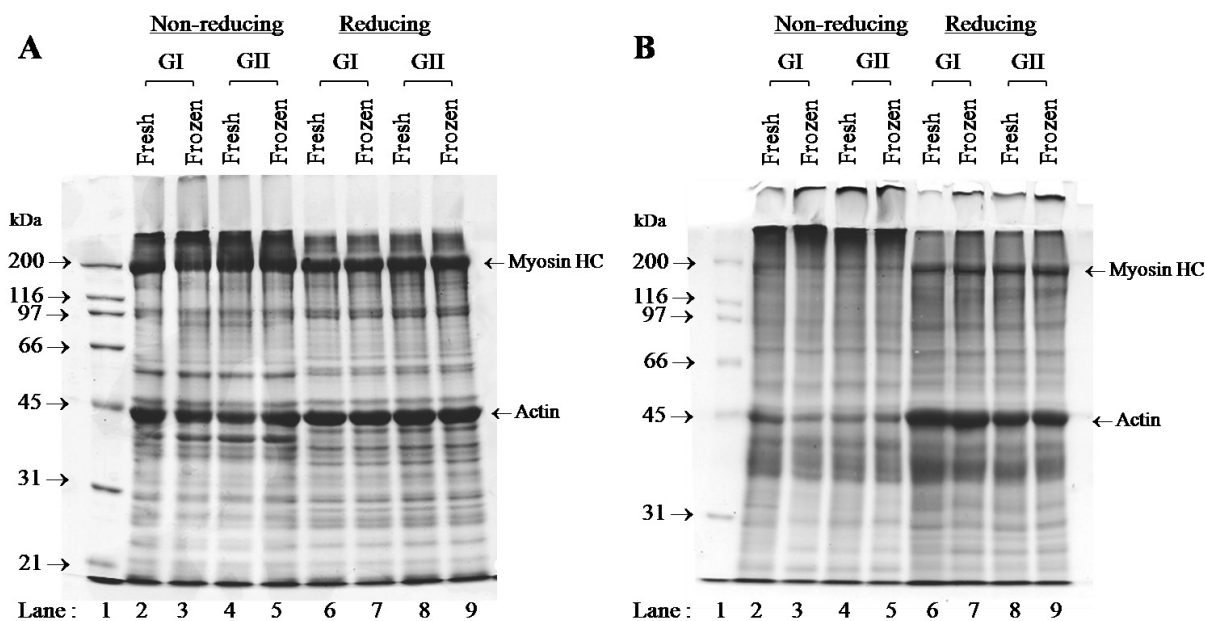 A
Non-reducing Reducing
GI GII GI GII
Fresh Frozen Fresh Frozen Fresh Frozen Fresh Frozen
kDa
200→
116→
97→
66→
45→
31→
21→
←Myosin HC
←Actin
Lane : 1 2 3 4 5 6 7 8 9
B
Non-reducing Reducing
GI GII GI GII
Fresh Frozen Fresh Frozen Fresh Frozen Fresh Frozen
kDa
200→
116→
97→
66→
45→
31→
←Myosin HC
←Actin
Lane : 1 2 3 4 5 6 7 8 9